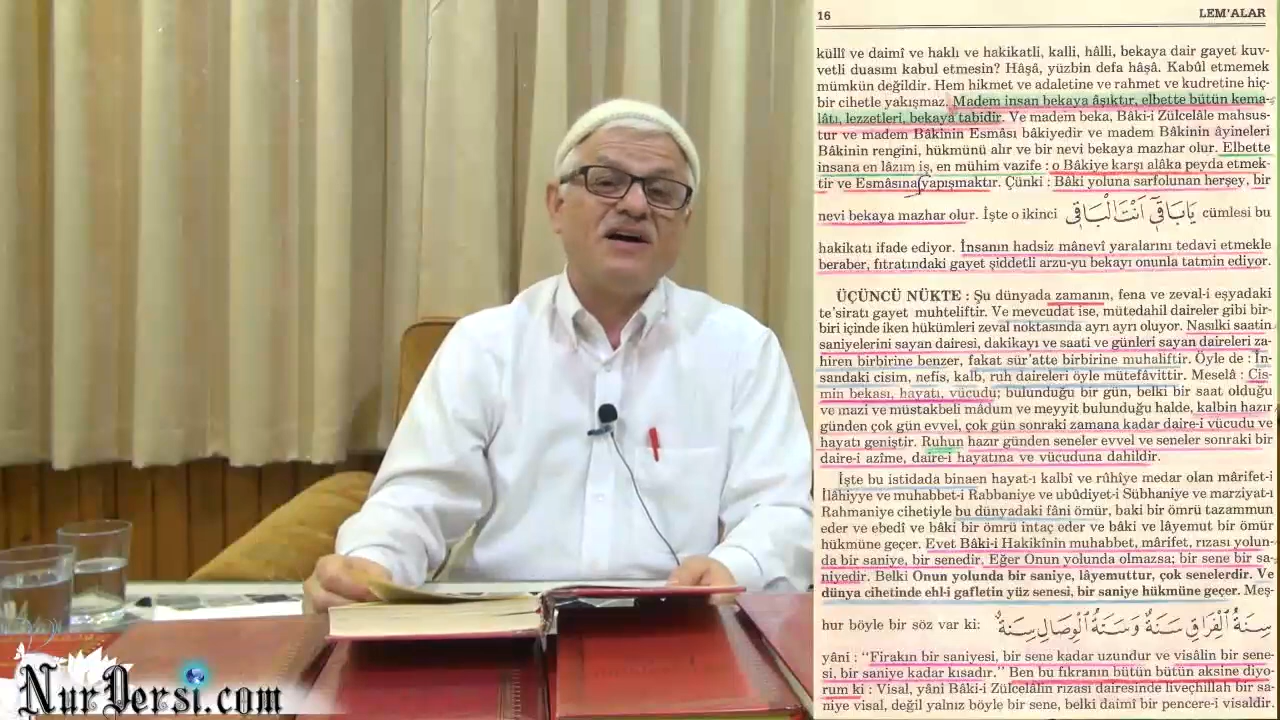 16 LEM'ALAR
küllî ve daimî ve haklı ve hakikatli, kalli, hâlli, bekaya dair gayet kuv-
vetli duasını kabul etmesin? Hâşâ, yüzbin defa hâşâ. Kabûl etmemek
mümkün değildir. Hem hikmet ve adaletine ve rahmet ve kudretine hiç-
bir cihetle yakışmaz. Madem insan bekaya âşıktır, elbette bütün kema-
lâtı, lezzetleri, bekaya tabidir. Ve madem beka, Bâki-i Zülcelâle mahsus-
tur ve madem Bâkinin Esmâsı bâkiyedir ve madem Bâkinin âyineleri
Bâkinin rengini, hükmünü alır ve bir nevi bekaya mazhar olur. Elbette
insana en lâzım iş, en mühim vazife : o Bâkiye karşı alâka peyda etmek-
tir ve Esmâsına yapışmaktır. Çünki : Bâki yoluna sarfolunan herşey, bir
nevi bekaya mazhar olur. İşte o ikinci يَابَاقِٓى اَنْتَ الْبَاقِى cümlesi bu
hakikatı ifade ediyor. İnsanın hadsiz mânevî yaralarını tedavi etmekle
beraber, fıtratındaki gayet şiddetli arzu-yu bekayı onunla tatmin ediyor.
ÜÇÜNCÜ NÜKTE : Şu dünyada zamanın, fena ve zeval-i eşyadaki
te'siratı gayet muhteliftir. Ve mevcudat ise, mütedahil daireler gibi bir-
biri içinde iken hükümleri zeval noktasında ayrı ayrı oluyor. Nasılki saatin
saniyelerini sayan dairesi, dakikayı ve saati ve günleri sayan daireleri za-
hiren birbirine benzer, fakat sür'atte birbirine muhaliftir. Öyle de : İn-
sandaki cisim, nefis, kalb, ruh daireleri öyle mütefâvittir. Meselâ : Cis-
min bekası, hayatı, vücudu; bulunduğu bir gün, belki bir saat olduğu
ve mazi ve müstakbeli mâdum ve meyyit bulunduğu halde, kalbin hazır
günden çok gün evvel, çok gün sonraki zamana kadar daire-i vücudu ve
hayatı geniştir. Ruhun hazır günden seneler evvel ve seneler sonraki bir
daire-i azîme, daire-i hayatına ve vücuduna dahildir.
İşte bu istidada binaen hayat-ı kalbî ve rûhîye medar olan mârifet-i
İlâhiyye ve muhabbet-i Rabbaniye ve ubûdiyet-i Sübhaniye ve marziyat-ı
Rahmaniye cihetiyle bu dünyadaki fâni ömür, baki bir ömrü tazammun
eder ve ebedî ve bâki bir ömrü intaç eder ve bâki ve lâyemut bir ömür
hükmüne geçer. Evet Bâki-i Hakikînin muhabbet, mârifet, rızası yolun-
da bir saniye, bir senedir. Eğer Onun yolunda olmazsa; bir sene bir sa-
niyedir. Belki Onun yolunda bir saniye, lâyemuttur, çok senelerdir. Ve
dünya cihetinde ehl-i gafletin yüz senesi, bir saniye hükmüne geçer. Meş-
hur böyle bir söz var ki: سِنَةُ الْفِرَاقِ سَنَةٌ وَسَنَةُ الْوِصَالِ سِنَةٌ
yâni : "Firakın bir saniyesi, bir sene kadar uzundur ve visâlin bir sene-
si, bir saniye kadar kısadır." Ben bu fıkranın bütün bütün aksine diyo-
rum ki : Visal, yâni Bâki-i Zülcelâlin rızası dairesinde livechillah bir sa-
niye visal, değil yalnız böyle bir sene, belki daimî bir pencere-i visaldir.
NurDersi.com